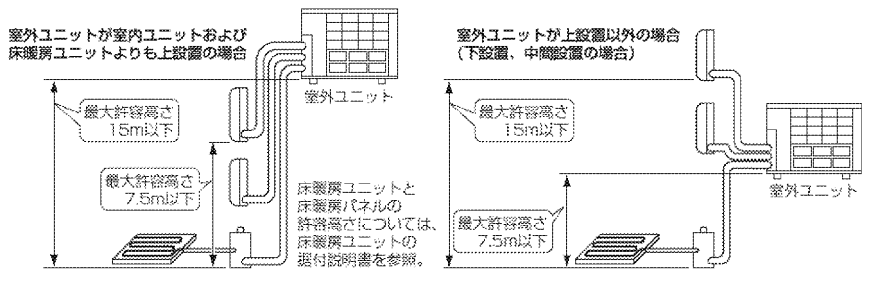 室外ユニットが室内ユニットおよび
床暖房ユニットよりも上設置の場合
室外ユニット
最大許容高さ
15m以下
最大許容高さ
7.5m以下
床暖房ユニットと
床暖房パネルの
許容高さについては、
床暖房ユニットの
据付説明書を参照。
室外ユニットが上設置以外の場合
(下設置、中間設置の場合)
最大許容高さ
15m以下
室外ユニット
最大許容高さ
7.5m以下